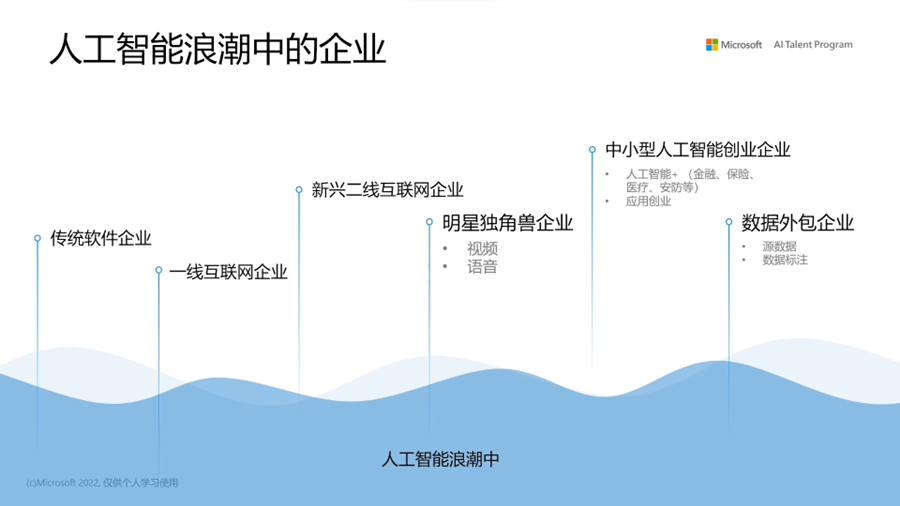 人工智能浪潮中的企业
Microsoft AI Talent Program
中小型人工智能创业企业
• 人工智能+ （金融、保险、
医疗、安防等）
• 应用创业
新兴二线互联网企业
明星独角兽企业
• 视频
• 语音
数据外包企业
• 源数据
• 数据标注
传统软件企业
一线互联网企业
人工智能浪潮中
(c)Microsoft 2022, 仅供个人学习使用